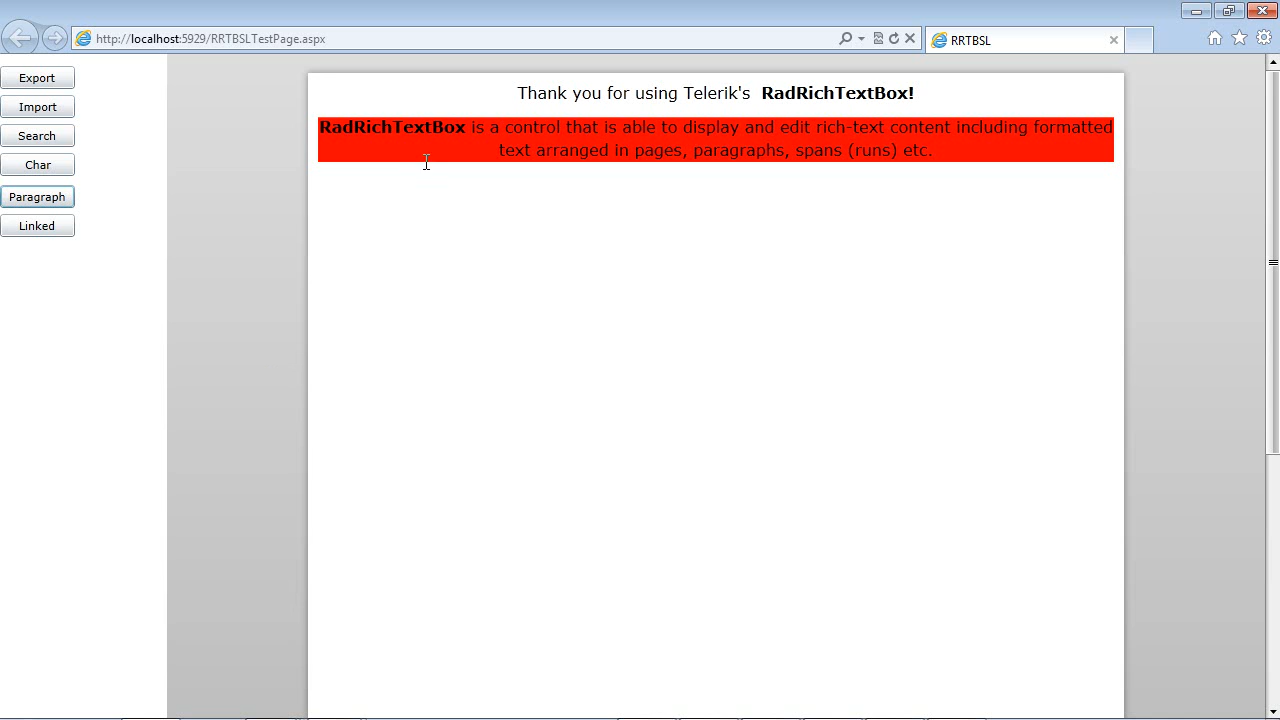 http://localhost:5929/RRTBSLTestPage.aspx
RRTBSL
Export
Import
Search
Char
Paragraph
Linked
Thank you for using Telerik's RadRichTextBox!
RadRichTextBox is a control that is able to display and edit rich-text content including formatted
text arranged in pages, paragraphs, spans (runs) etc.